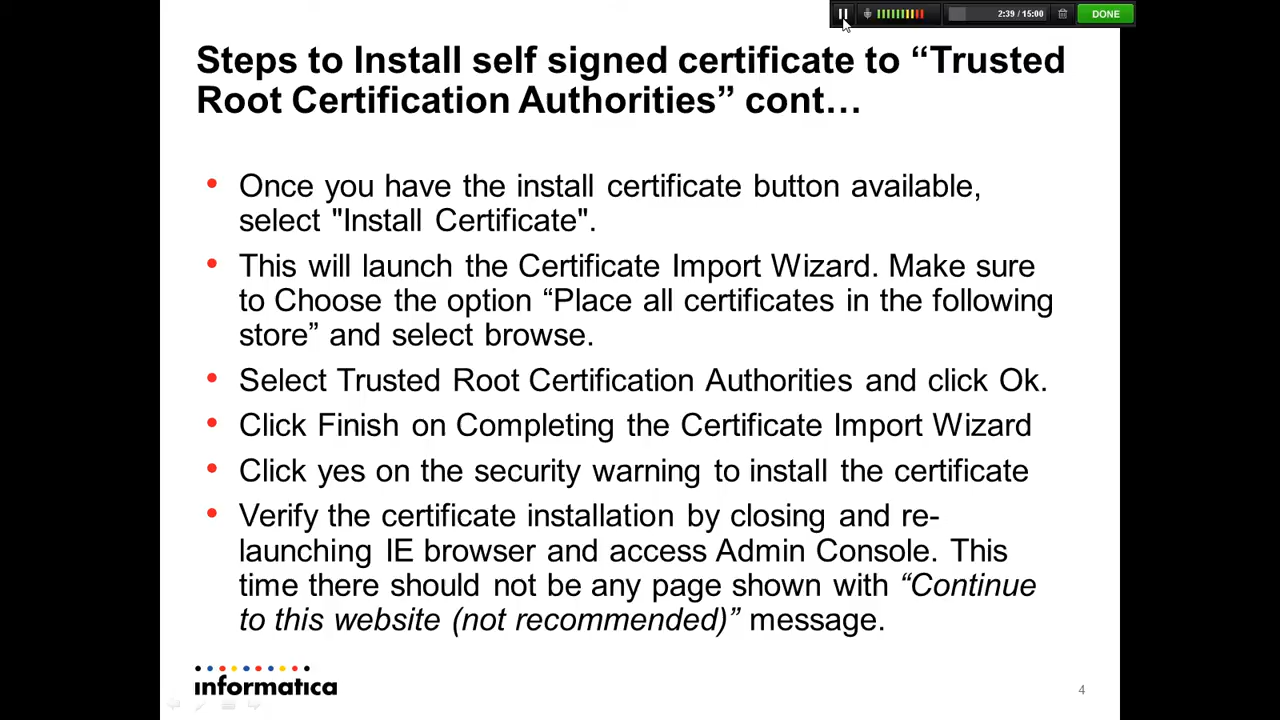 2:39 / 15:00
DONE
Steps to Install self signed certificate to “Trusted
Root Certification Authorities” cont…
• Once you have the install certificate button available,
select "Install Certificate".
• This will launch the Certificate Import Wizard. Make sure
to Choose the option “Place all certificates in the following
store” and select browse.
• Select Trusted Root Certification Authorities and click Ok.
• Click Finish on Completing the Certificate Import Wizard
• Click yes on the security warning to install the certificate
• Verify the certificate installation by closing and re-
launching IE browser and access Admin Console. This
time there should not be any page shown with “Continue
to this website (not recommended)” message.
informatica
4